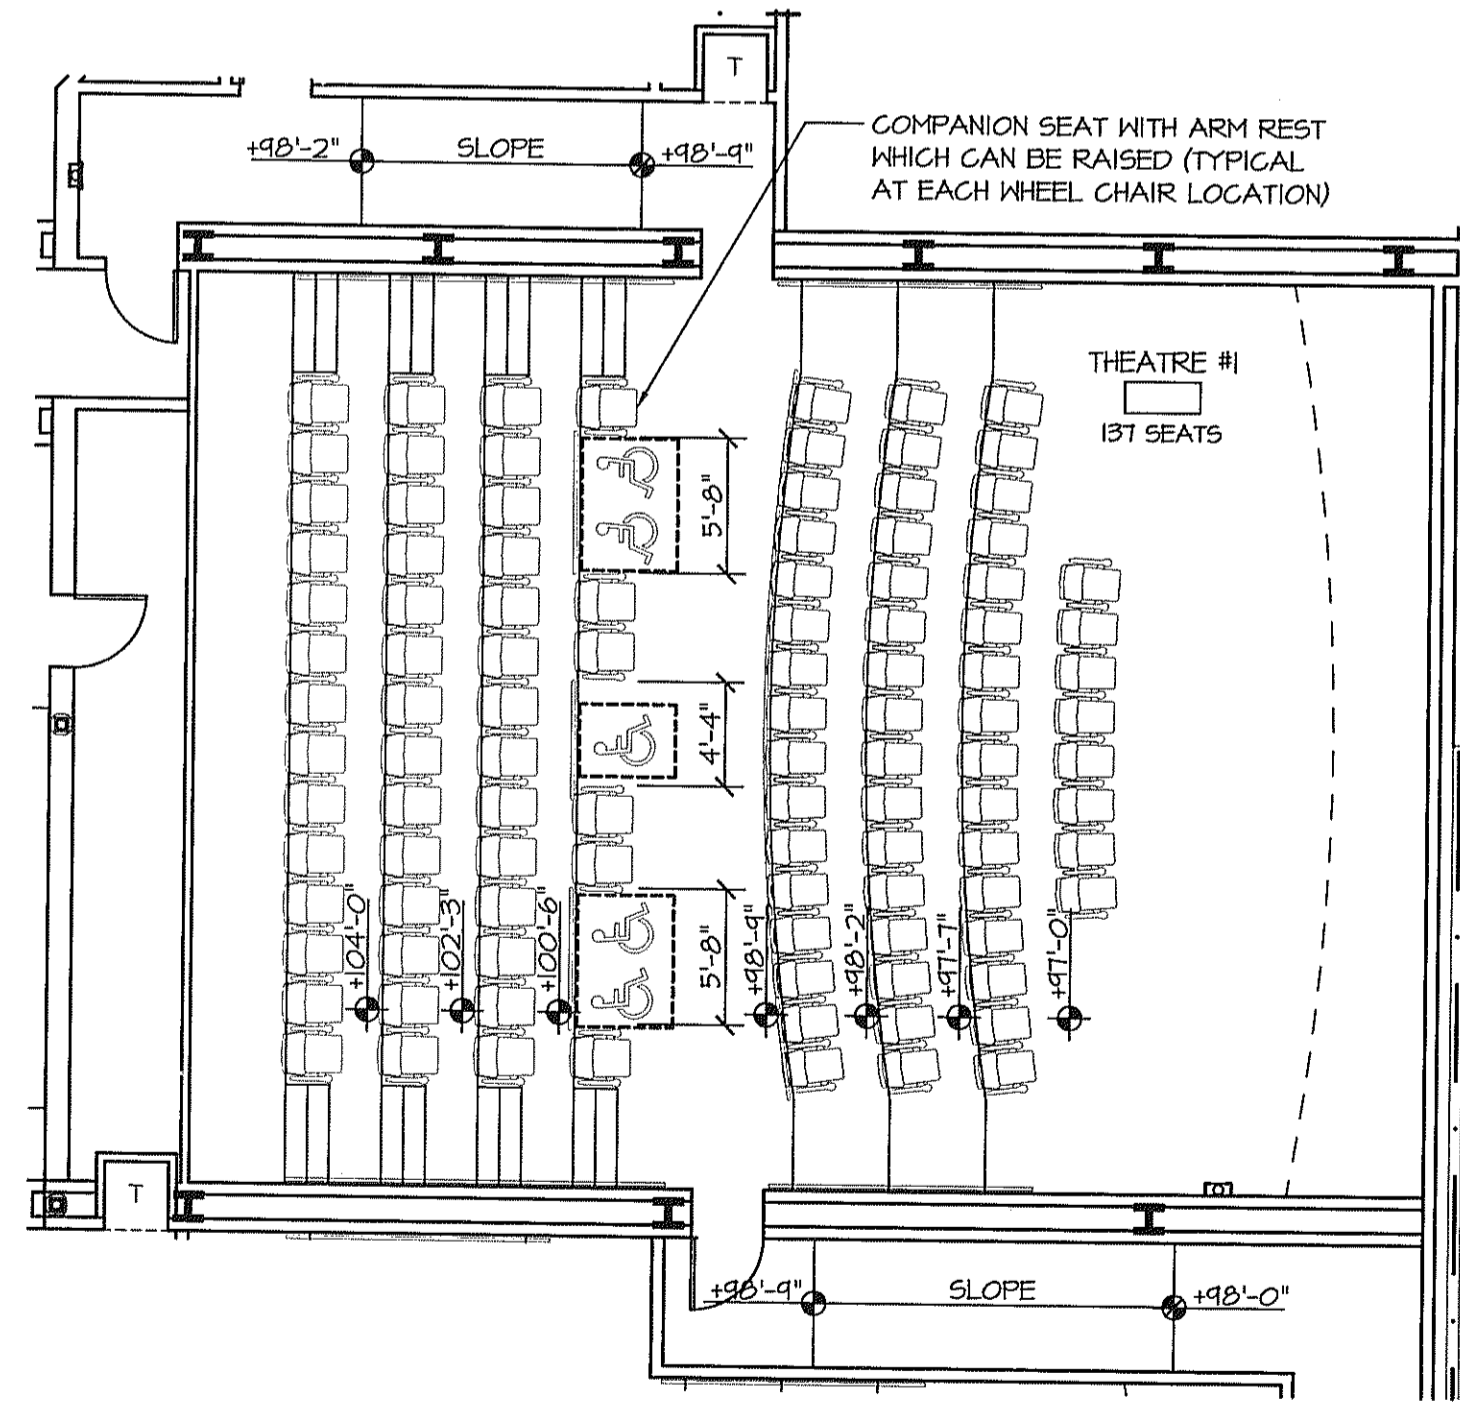 T
COMPANION SEAT WITH ARM REST
WHICH CAN BE RAISED (TYPICAL
AT EACH WHEEL CHAIR LOCATION)
+98'-2" SLOPE +98'-9"
THEATRE #1
137 SEATS
5'-8"
4'-4"
5'-8"
+104'-0"
+102'-3"
+100'-6"
+98'-9"
+98'-2"
+97'-7"
+97'-0"
T
+98'-9" SLOPE +98'-0"